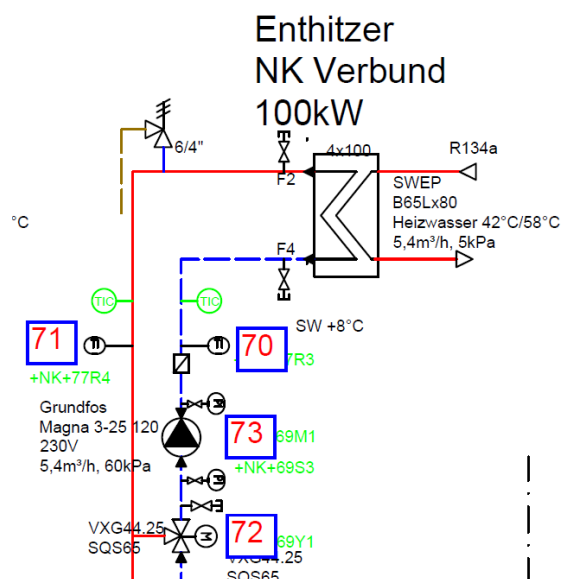 Enthitzer
NK Verbund
100kW
6/4"
4x100
R134a
F2
SWEP
B65Lx80
Heizwasser 42°C/58°C
5,4m³/h, 5kPa
°C
F4
TIC
TIC
SW +8°C
71
70
7R3
+NK+77R4
Grundfos
Magna 3-25 120
230V
5,4m³/h, 60kPa
73
69M1
+NK+69S3
PI
VXG44.25
SQS65
M
72
69Y1
VXG44.25
SQS65